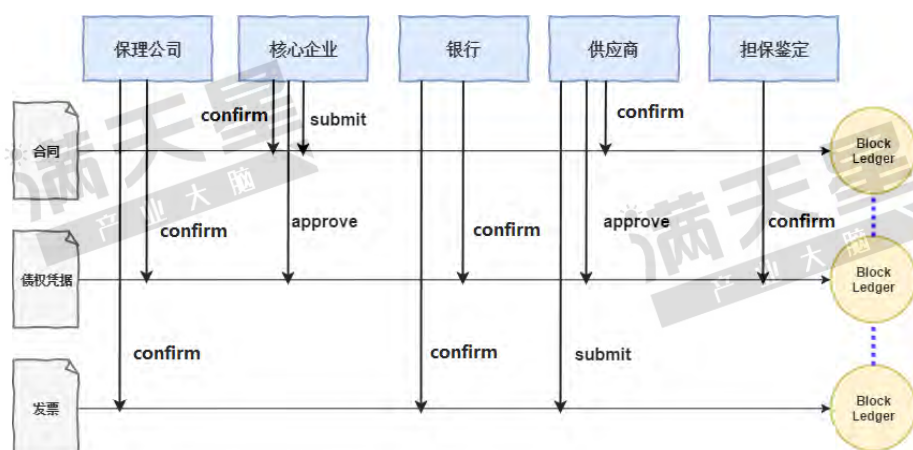 保理公司
核心企业
银行
供应商
担保鉴定
confirm
submit
confirm
合同
Block
Ledger
满天星
产业大脑
满天星
产业大脑
confirm
approve
confirm
approve
confirm
债权凭据
Block
Ledger
confirm
confirm
submit
发票
Block
Ledger